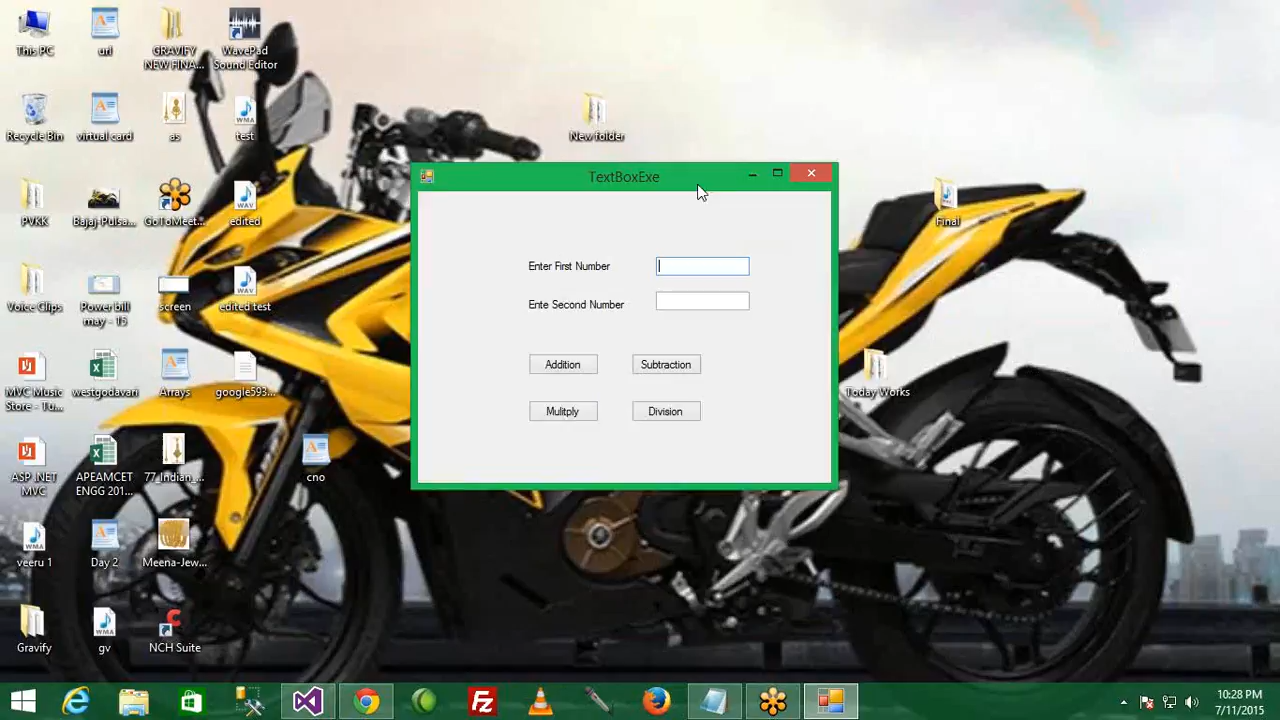 This PC
url
GRAVIFY
NEW FINA...
WavePad
Sound Editor
Recycle Bin
virtual card
as
test
New folder
PVKK
Bajaj-Pulsa...
GoToMeet...
edited
Final
TextBoxExe
Enter First Number
Ente Second Number
Addition
Subtraction
Mulitply
Division
Voice Clips
Power bill
may - 15
screen
edited test
MVC Music
Store - Tu...
westgodavari
Arrays
google593...
Today Works
ASP .NET
MVC
APEAMCET
ENGG 201...
77_Indian_...
cno
veeru 1
Day 2
Meena-Jew...
Gravify
gv
NCH Suite
10:28 PM
7/11/2015